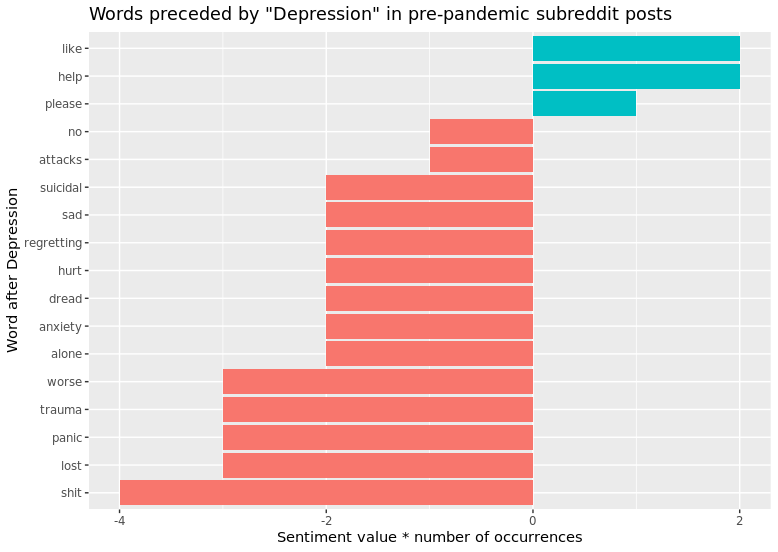 Words preceded by "Depression" in pre-pandemic subreddit posts
Word after Depression
like
help
please
no
attacks
suicidal
sad
regretting
hurt
dread
anxiety
alone
worse
trauma
panic
lost
shit
-4 -2 0 2
Sentiment value * number of occurrences